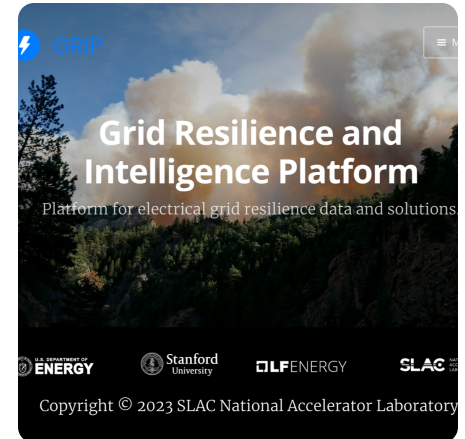 GRIP
Grid Resilience and
Intelligence Platform
Platform for electrical grid resilience data and solutions.
U.S. DEPARTMENT OF
ENERGY
Stanford
University
LFENERGY
SLAC
Copyright © 2023 SLAC National Accelerator Laboratory